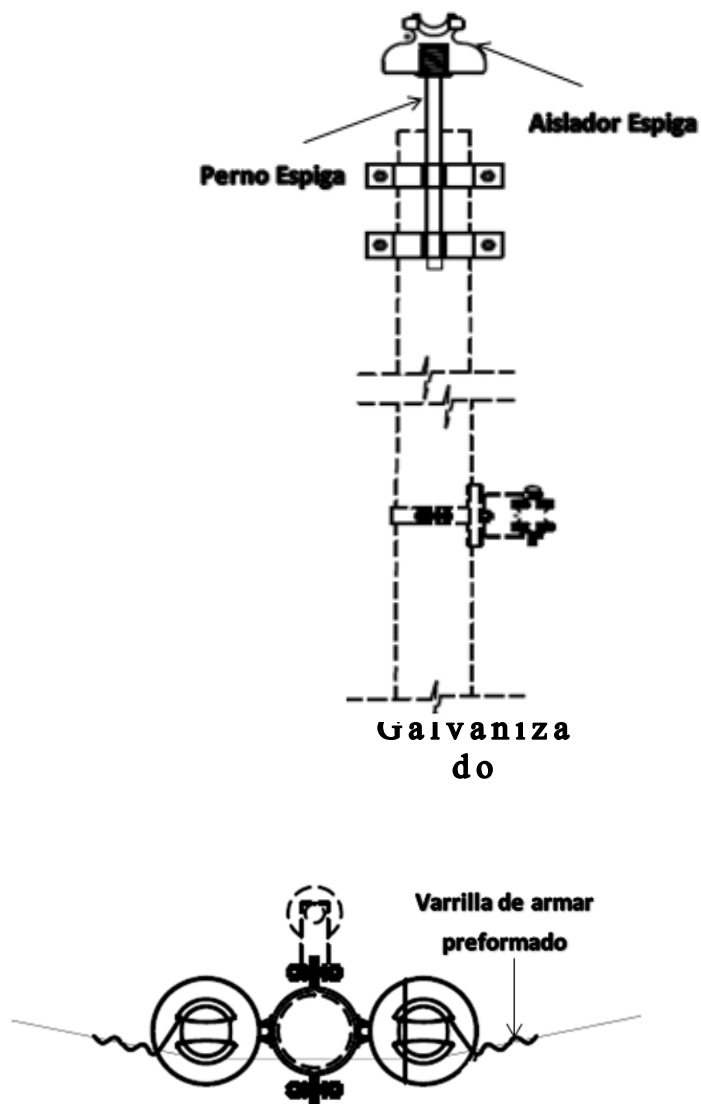 Aislador Espiga
Perno Espiga
Galvaniza
do
Varrilla de armar
preformado